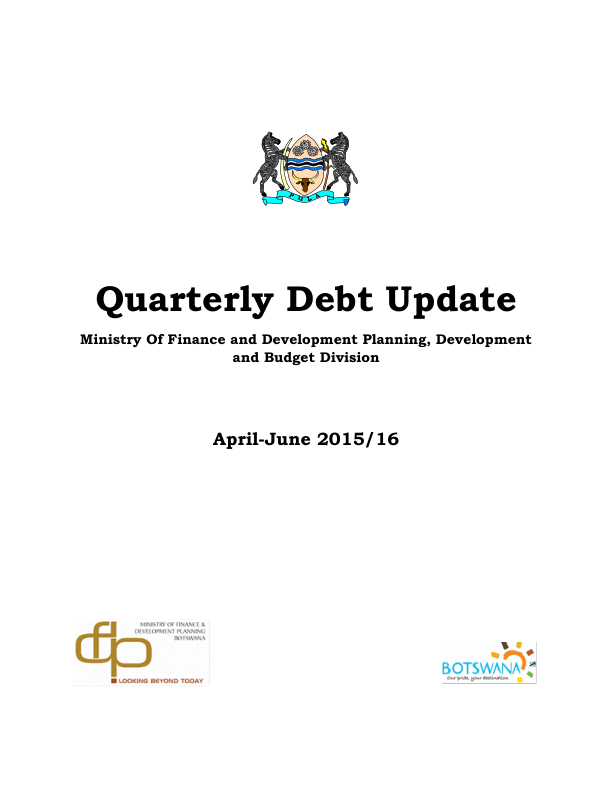 PULA
Quarterly Debt Update
Ministry Of Finance and Development Planning, Development
and Budget Division
April-June 2015/16
MINISTRY OF FINANCE &
DEVELOPMENT PLANNING
BOTSWANA
dfp
LOOKING BEYOND TODAY
BOTSWANA
Our pride, your destination